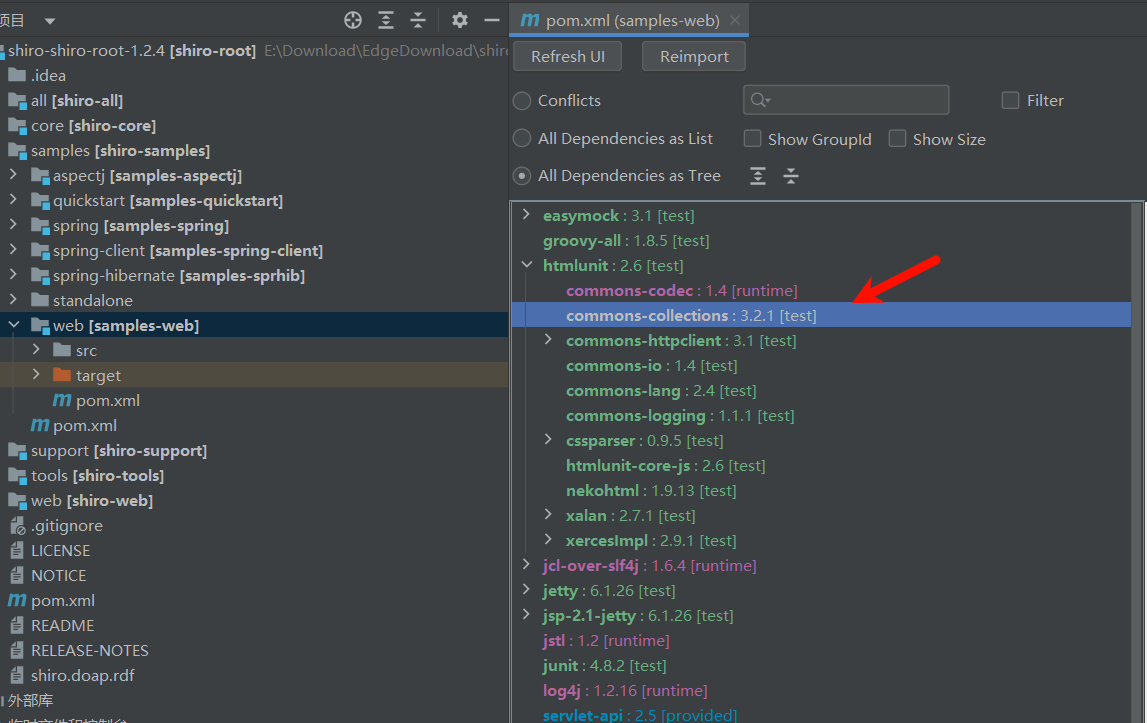 项目
shiro-shiro-root-1.2.4 [shiro-root] E:\Download\EdgeDownload\shiro
.idea
all [shiro-all]
core [shiro-core]
samples [shiro-samples]
aspectj [samples-aspectj]
quickstart [samples-quickstart]
spring [samples-spring]
spring-client [samples-spring-client]
spring-hibernate [samples-sprhib]
standalone
web [samples-web]
src
target
pom.xml
pom.xml
support [shiro-support]
tools [shiro-tools]
web [shiro-web]
.gitignore
LICENSE
NOTICE
pom.xml
README
RELEASE-NOTES
shiro.doap.rdf
外部库
临时文件和控制台
pom.xml (samples-web)
Refresh UI Reimport
Conflicts Filter
All Dependencies as List Show GroupId Show Size
All Dependencies as Tree
easymock : 3.1 [test]
groovy-all : 1.8.5 [test]
htmlunit : 2.6 [test]
commons-codec : 1.4 [runtime]
commons-collections : 3.2.1 [test]
commons-httpclient : 3.1 [test]
commons-io : 1.4 [test]
commons-lang : 2.4 [test]
commons-logging : 1.1.1 [test]
cssparser : 0.9.5 [test]
htmlunit-core-js : 2.6 [test]
nekohtml : 1.9.13 [test]
xalan : 2.7.1 [test]
xercesImpl : 2.9.1 [test]
jcl-over-slf4j : 1.6.4 [runtime]
jetty : 6.1.26 [test]
jsp-2.1-jetty : 6.1.26 [test]
jstl : 1.2 [runtime]
junit : 4.8.2 [test]
log4j : 1.2.16 [runtime]
servlet-api : 2.5 [provided]